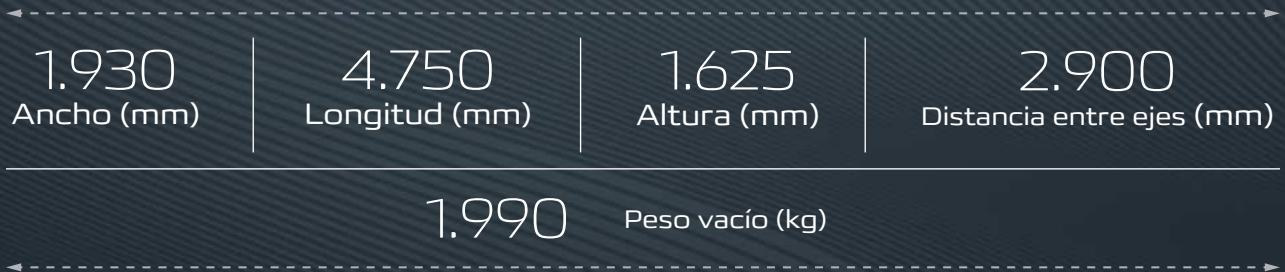 1.930
Ancho (mm)
4.750
Longitud (mm)
1.625
Altura (mm)
2.900
Distancia entre ejes (mm)
1.990
Peso vacío (kg)